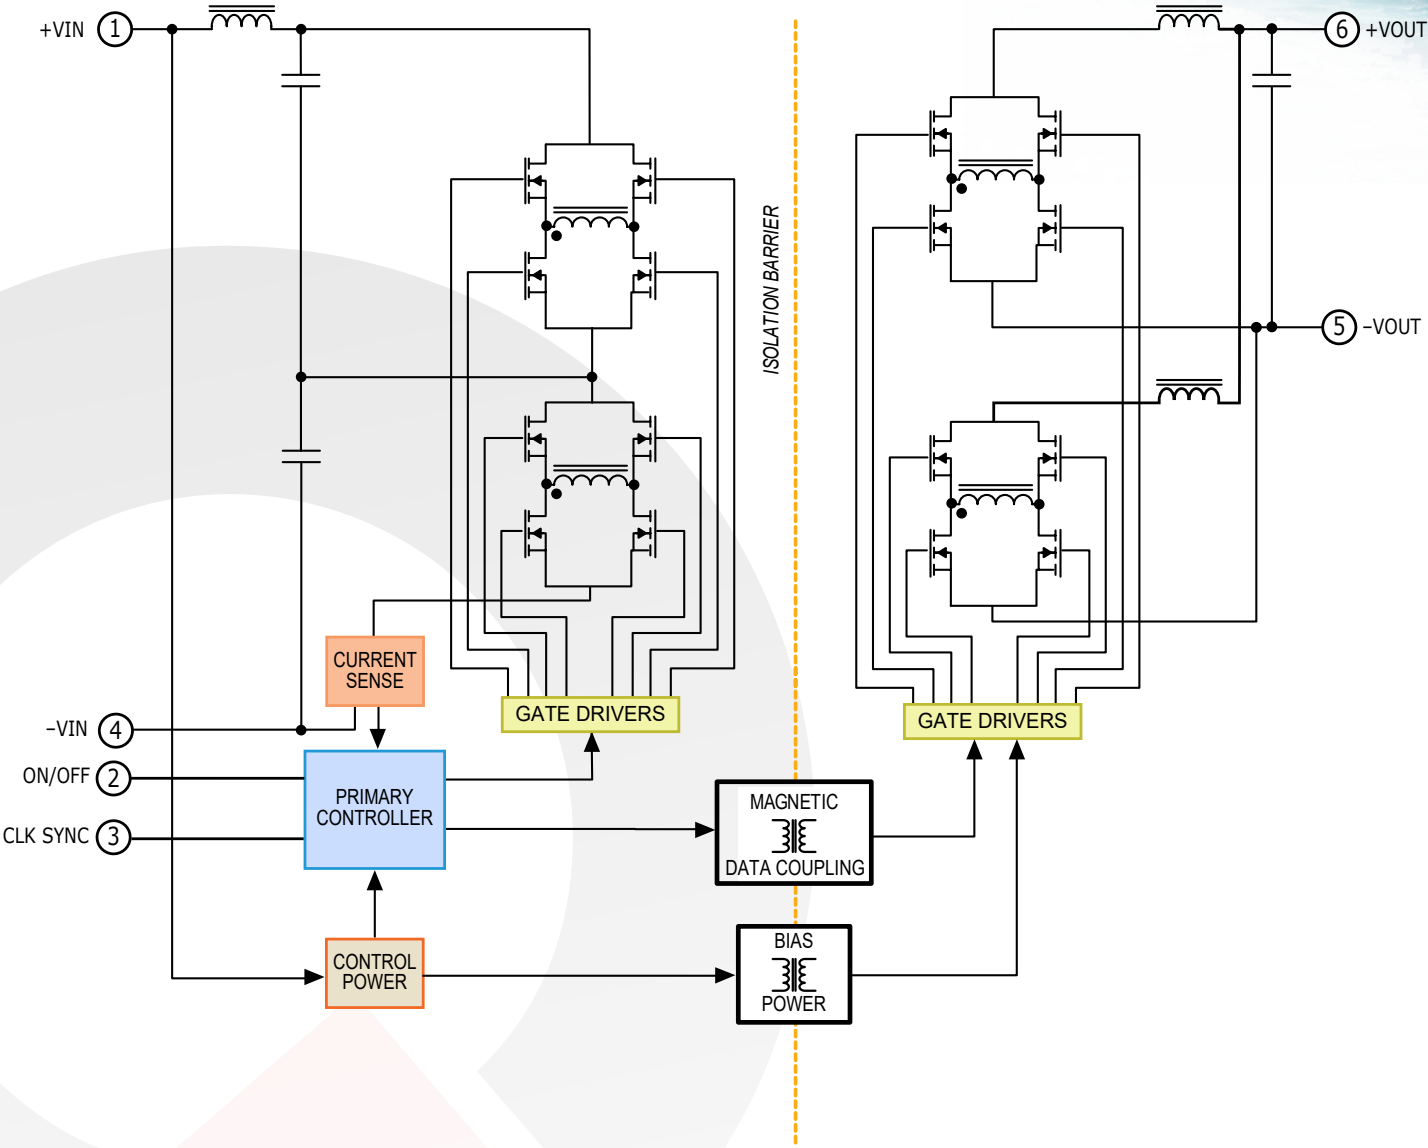 +VIN 1
6 +VOUT
ISOLATION BARRIER
5 –VOUT
CURRENT
SENSE
GATE DRIVERS
GATE DRIVERS
–VIN 4
ON/OFF 2
PRIMARY
CONTROLLER
CLK SYNC 3
MAGNETIC
DATA COUPLING
BIAS
POWER
CONTROL
POWER